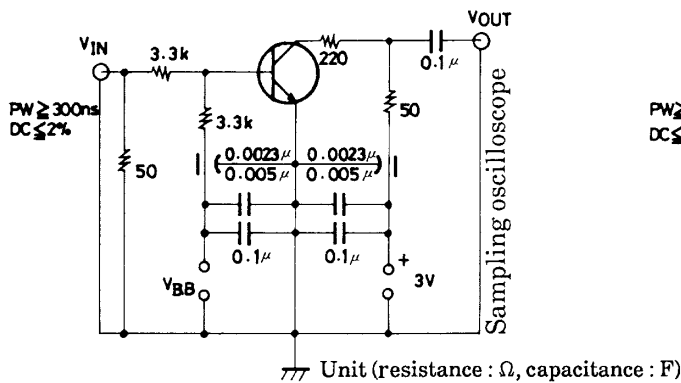 VOUT
VIN
3.3k
220
0.1μ
PW≧300ns
DC≦2%
3.3k
50
50
0.0023μ
0.0023μ
0.005μ
0.005μ
0.1μ
0.1μ
VBB
+
3V
Sampling oscilloscope
PW≧
DC≦
Unit (resistance : Ω, capacitance : F)